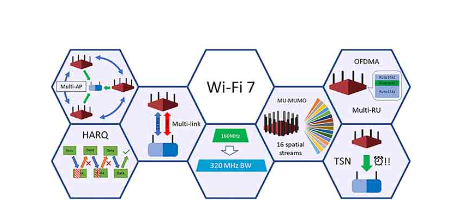 OFDMA
Multi-AP
Wi-Fi 7
Multi-RU
MU-MUMO
Multi-link
HARQ
160MHz
16 spatial
streams
TSN
!!
320 MHz BW